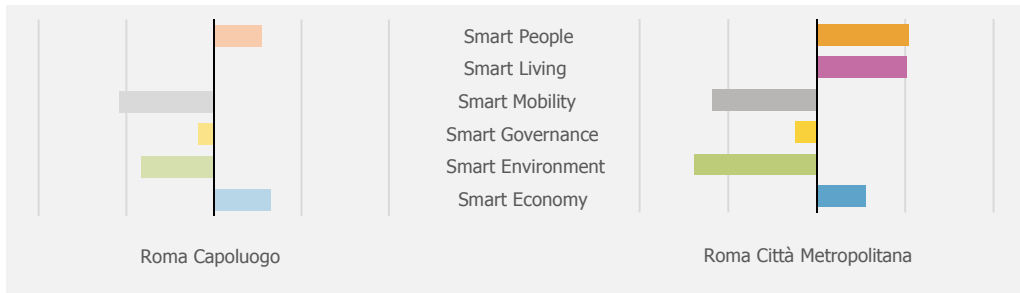 Smart People
Smart Living
Smart Mobility
Smart Governance
Smart Environment
Smart Economy
Roma Capoluogo
Roma Città Metropolitana